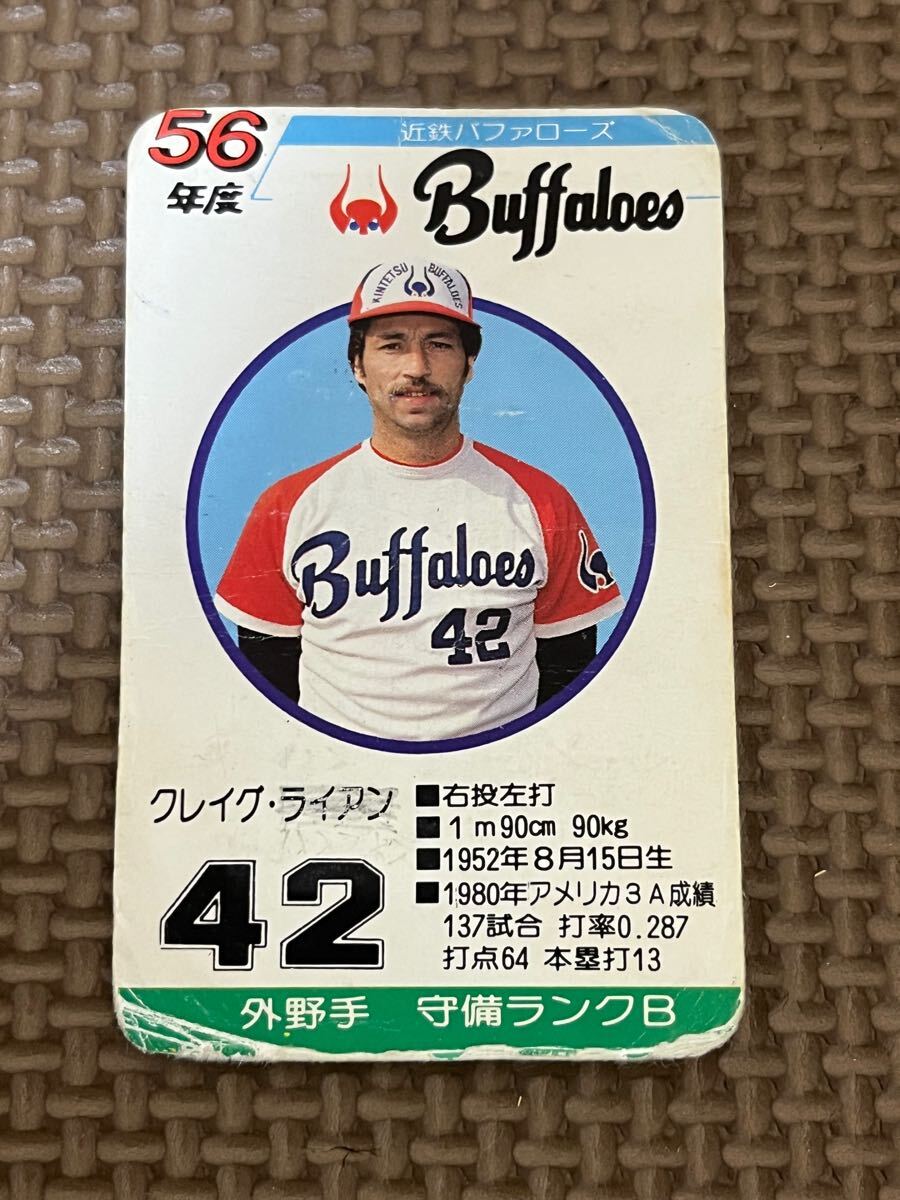 56
年度
近鉄バファローズ
Buffaloes
KINTETSU BUFFALOES
Buffaloes
42
クレイグ・ライアン
42
■右投左打
■1m90cm 90kg
■1952年8月15日生
■1980年アメリカ3A成績
137試合 打率0.287
打点64 本塁打13
外野手 守備ランクB